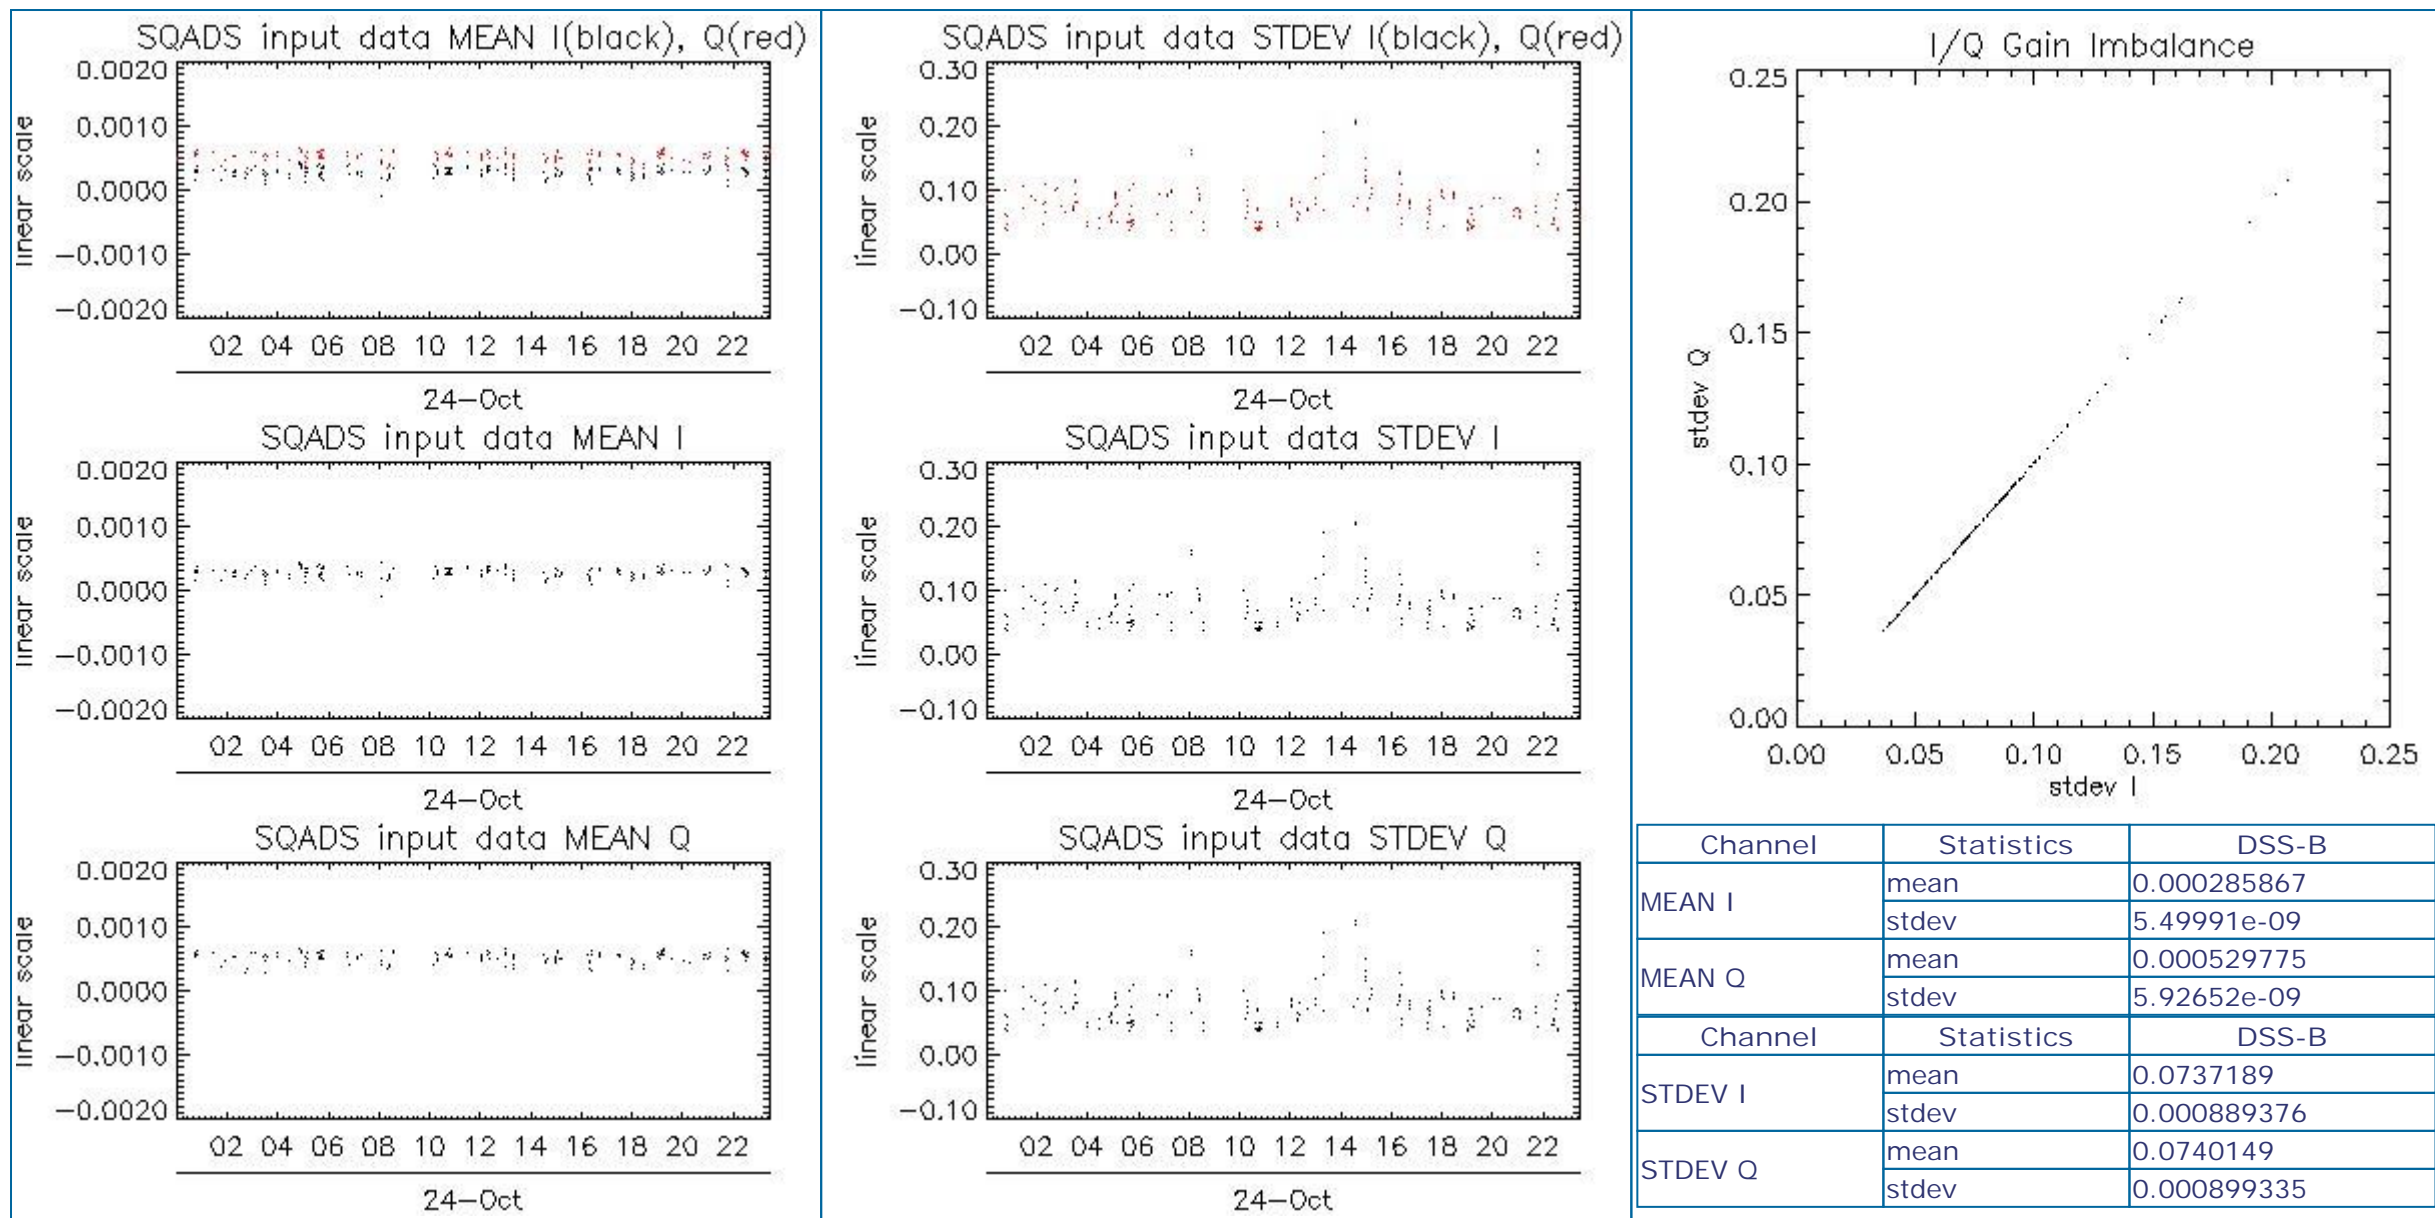 SQADS input data MEAN I(black), Q(red)
linear scale
0.0020
0.0010
0.0000
−0.0010
−0.0020
02 04 06 08 10 12 14 16 18 20 22
24−Oct
SQADS input data MEAN I
linear scale
0.0020
0.0010
0.0000
−0.0010
−0.0020
02 04 06 08 10 12 14 16 18 20 22
24−Oct
SQADS input data MEAN Q
linear scale
0.0020
0.0010
0.0000
−0.0010
−0.0020
02 04 06 08 10 12 14 16 18 20 22
24−Oct
SQADS input data STDEV I(black), Q(red)
linear scale
0.30
0.20
0.10
0.00
−0.10
02 04 06 08 10 12 14 16 18 20 22
24−Oct
SQADS input data STDEV I
linear scale
0.30
0.20
0.10
0.00
−0.10
02 04 06 08 10 12 14 16 18 20 22
24−Oct
SQADS input data STDEV Q
linear scale
0.30
0.20
0.10
0.00
−0.10
02 04 06 08 10 12 14 16 18 20 22
24−Oct
I/Q Gain Imbalance
stdev Q
0.25
0.20
0.15
0.10
0.05
0.00
0.00 0.05 0.10 0.15 0.20 0.25
stdev I
Channel Statistics DSS-B
MEAN I mean 0.000285867
stdev 5.49991e-09
MEAN Q mean 0.000529775
stdev 5.92652e-09
Channel Statistics DSS-B
STDEV I mean 0.0737189
stdev 0.000889376
STDEV Q mean 0.0740149
stdev 0.000899335